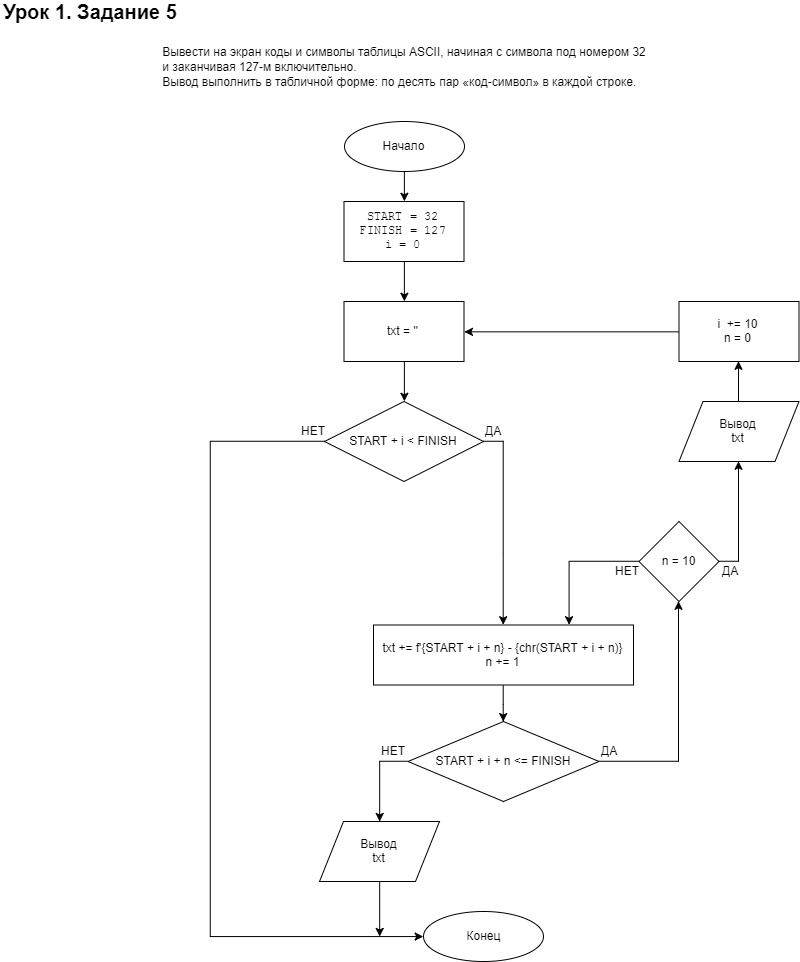 Урок 1. Задание 5
Вывести на экран коды и символы таблицы ASCII, начиная с символа под номером 32
и заканчивая 127-м включительно.
Вывод выполнить в табличной форме: по десять пар «код-символ» в каждой строке.
Начало
START = 32
FINISH = 127
i = 0
txt = ''
i += 10
n = 0
Вывод
txt
НЕТ
START + i < FINISH
ДА
n = 10
НЕТ
ДА
txt += f'{START + i + n} - {chr(START + i + n)}
n += 1
НЕТ
START + i + n <= FINISH
ДА
Вывод
txt
Конец